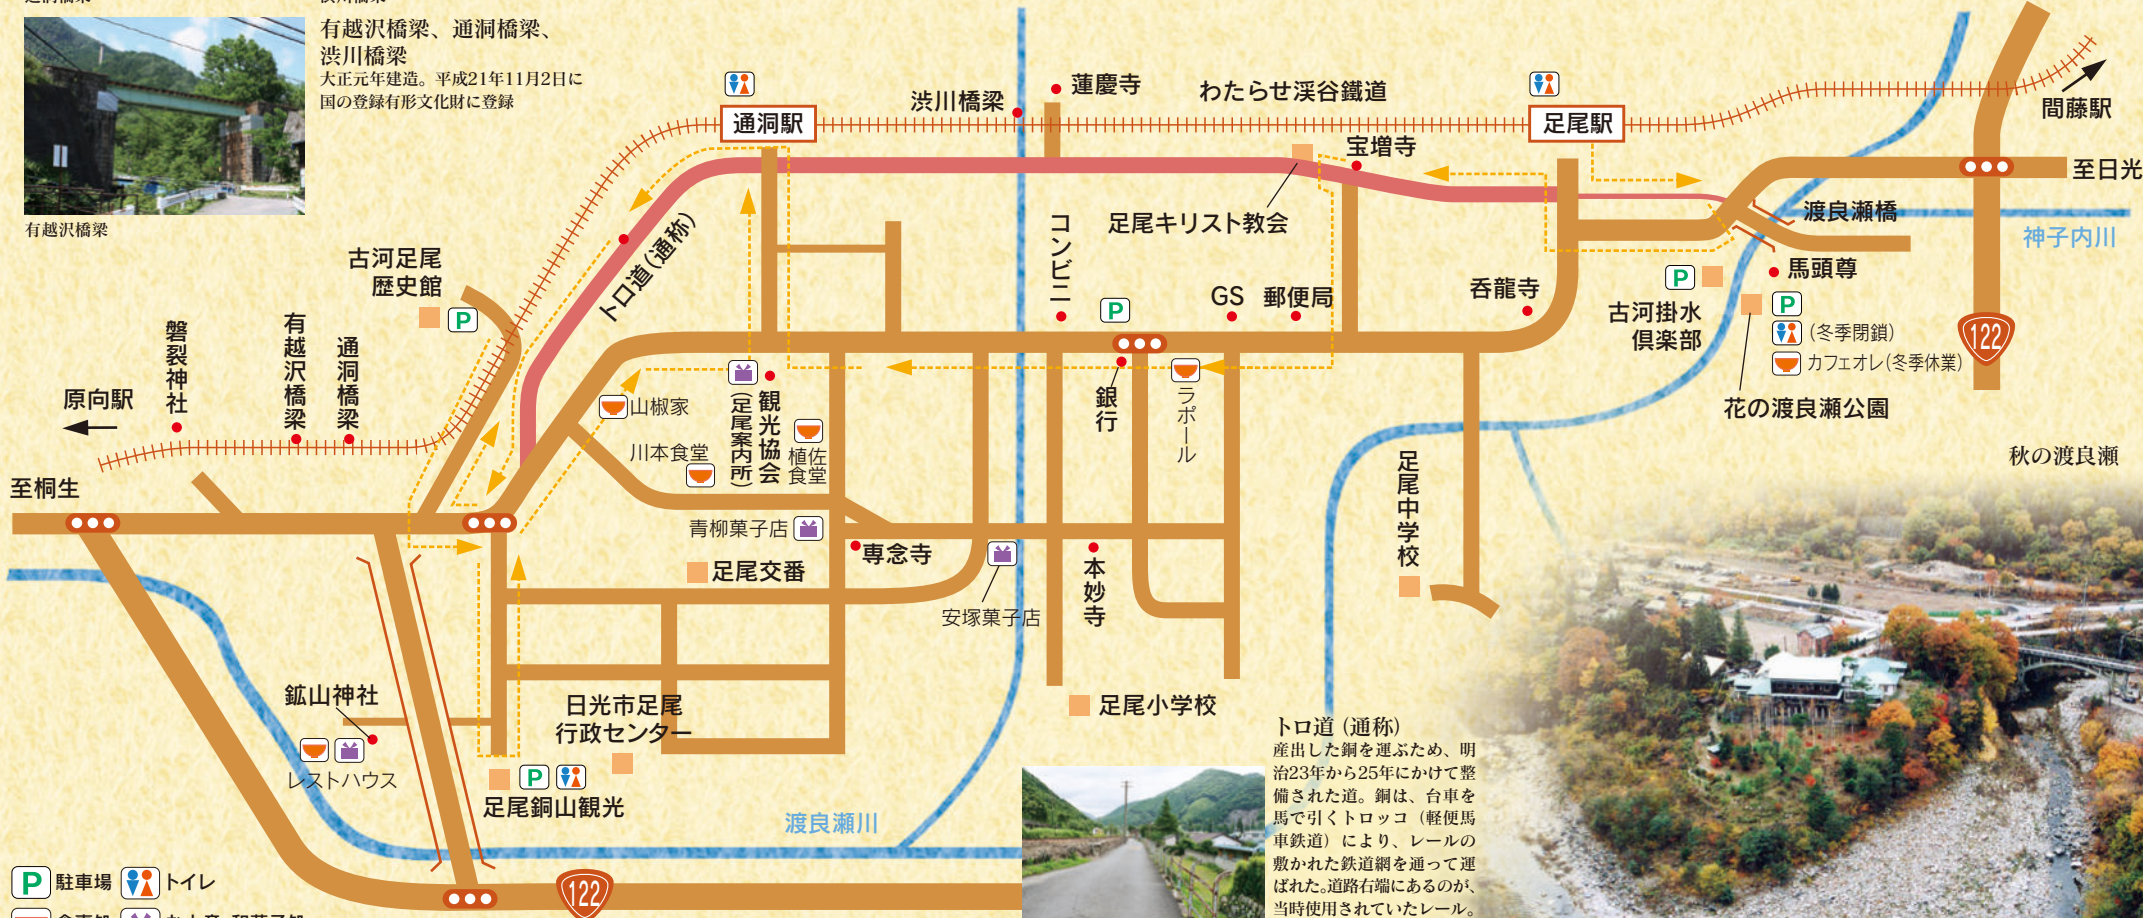 有越沢橋梁、通洞橋梁、
渋川橋梁
大正元年建造。平成21年11月2日に
国の登録有形文化財に登録
有越沢橋梁
通洞駅
渋川橋梁
蓮慶寺
わたらせ渓谷鐵道
足尾駅
間藤駅
宝増寺
至日光
足尾キリスト教会
渡良瀬橋
神子内川
トロ道(通称)
コンビニ
古河足尾
歴史館
P
馬頭尊
P
呑龍寺
GS
郵便局
P
古河掛水
倶楽部
P
(冬季閉鎖)
カフェオレ(冬季休業)
122
花の渡良瀬公園
磐裂神社
有越沢橋梁
通洞橋梁
原向駅
至桐生
山椒家
川本食堂
観光協会
(足尾案内所)
植佐
食堂
銀行
ラポール
足尾中学校
秋の渡良瀬
青柳菓子店
専念寺
足尾交番
安塚菓子店
本妙寺
鉱山神社
レストハウス
日光市足尾
行政センター
足尾小学校
P
足尾銅山観光
渡良瀬川
トロ道 (通称)
産出した銅を運ぶため、明
治23年から25年にかけて整
備された道。銅は、台車を
馬で引くトロッコ（軽便馬
車鉄道）により、レールの
敷かれた鉄道網を通って運
ばれた。道路右端にあるのが、
当時使用されていたレール。
P
駐車場
トイレ
122